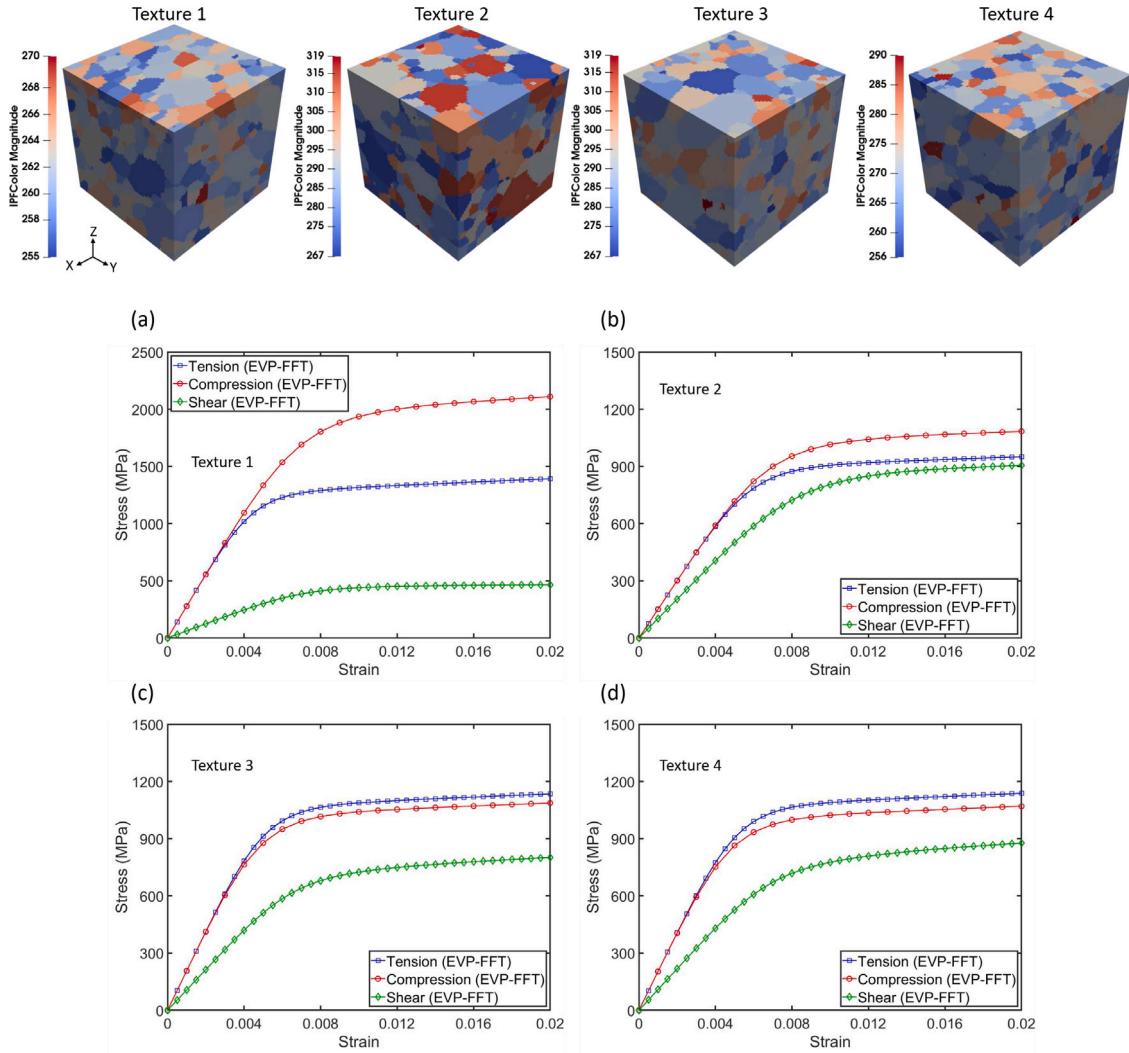 Texture 1
Texture 2
Texture 3
Texture 4
IPFColor Magnitude
270
268
266
264
262
260
258
255
IPFColor Magnitude
319
315
310
305
300
295
290
285
280
267
IPFColor Magnitude
319
315
310
305
300
295
290
285
280
275
267
IPFColor Magnitude
290
285
280
275
270
265
260
256
Z
X
Y
(a)
2500
2000
1500
1000
500
0
Stress (MPa)
Tension (EVP-FFT)
Compression (EVP-FFT)
Shear (EVP-FFT)
Texture 1
0 0.004 0.008 0.012 0.016 0.02
Strain
(b)
1500
1200
900
600
300
0
Stress (MPa)
Texture 2
Tension (EVP-FFT)
Compression (EVP-FFT)
Shear (EVP-FFT)
0 0.004 0.008 0.012 0.016 0.02
Strain
(c)
1500
1200
900
600
300
0
Stress (MPa)
Texture 3
Tension (EVP-FFT)
Compression (EVP-FFT)
Shear (EVP-FFT)
0 0.004 0.008 0.012 0.016 0.02
Strain
(d)
1500
1200
900
600
300
0
Stress (MPa)
Texture 4
Tension (EVP-FFT)
Compression (EVP-FFT)
Shear (EVP-FFT)
0 0.004 0.008 0.012 0.016 0.02
Strain